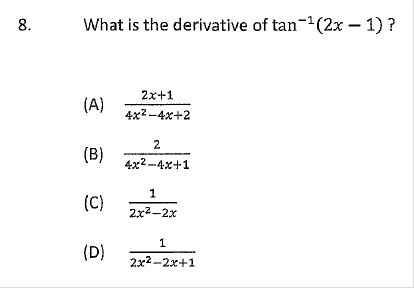 8. What is the derivative of tan⁻¹(2x − 1) ?
(A) 2x+1
4x²−4x+2
(B) 2
4x²−4x+1
(C) 1
2x²−2x
(D) 1
2x²−2x+1